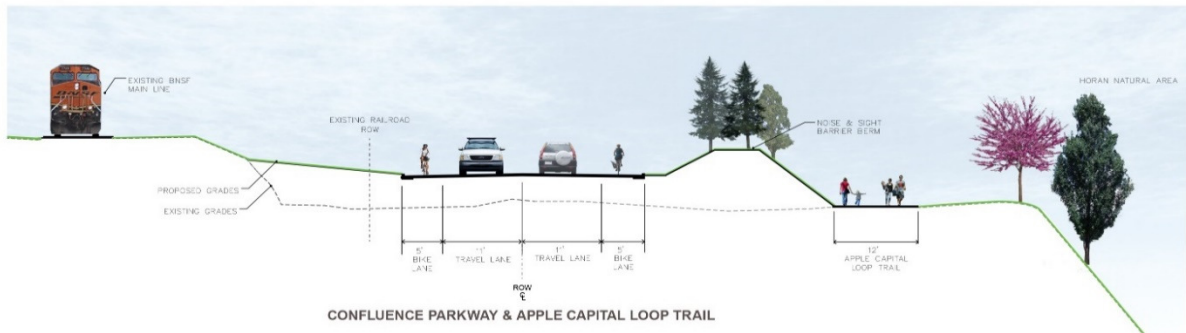 EXISTING BNSF
MAIN LINE
EXISTING RAILROAD
ROW
NOISE & SIGHT
BARRIER BERM
HORAN NATURAL AREA
PROPOSED GRADES
EXISTING GRADES
5'
BIKE
LANE
11'
TRAVEL LANE
11'
TRAVEL LANE
5'
BIKE
LANE
12'
APPLE CAPITAL
LOOP TRAIL
ROW
℄
CONFLUENCE PARKWAY & APPLE CAPITAL LOOP TRAIL